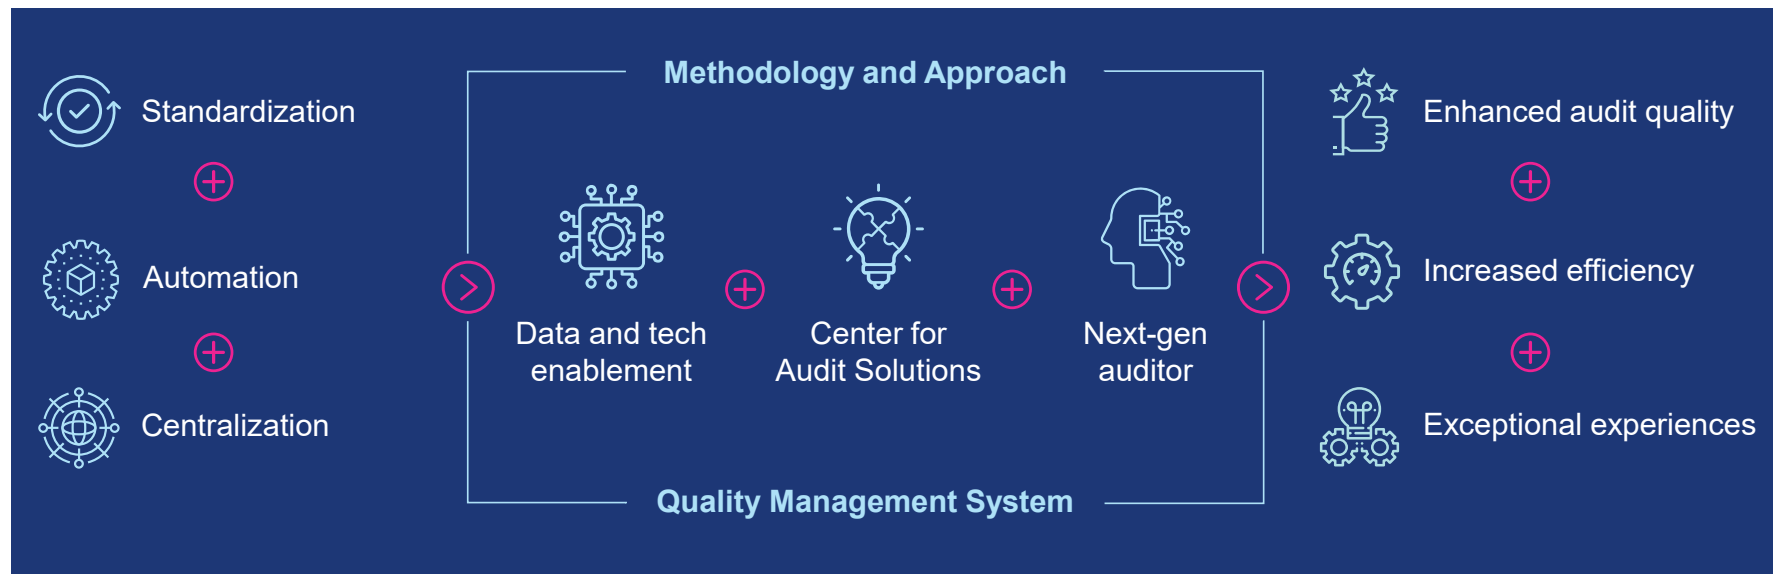 Standardization
Automation
Centralization
Methodology and Approach
Data and tech
enablement
Center for
Audit Solutions
Next-gen
auditor
Quality Management System
Enhanced audit quality
Increased efficiency
Exceptional experiences